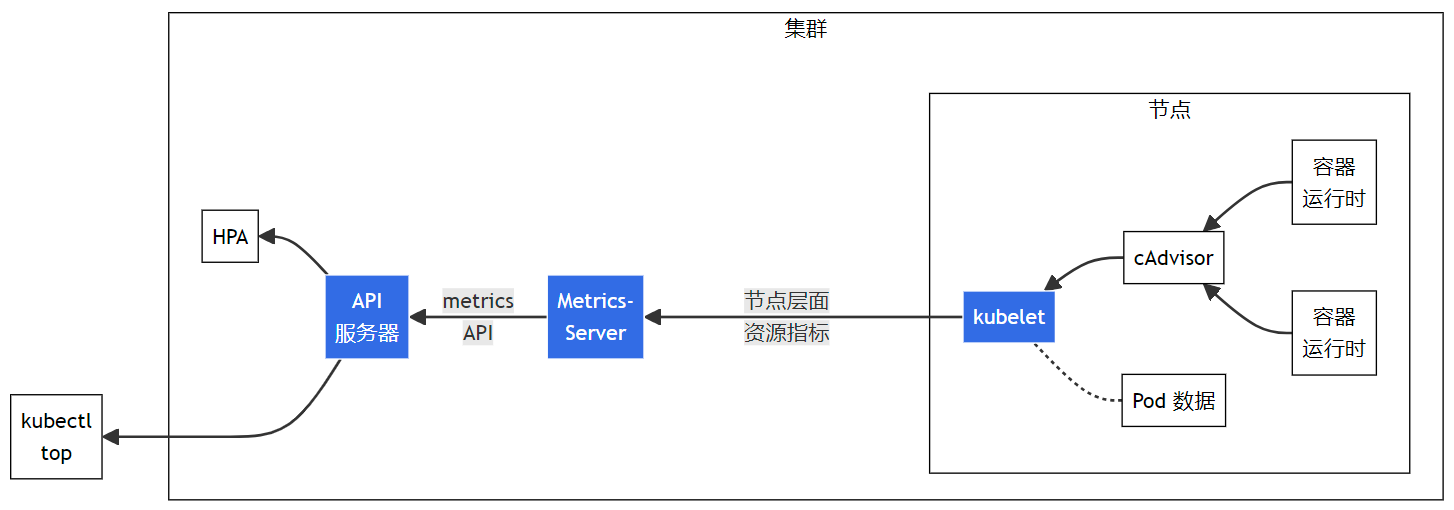 集群
节点
容器
运行时
HPA
cAdvisor
API
服务器
metrics
API
Metrics-
Server
节点层面
资源指标
kubelet
容器
运行时
Pod 数据
kubectl
top